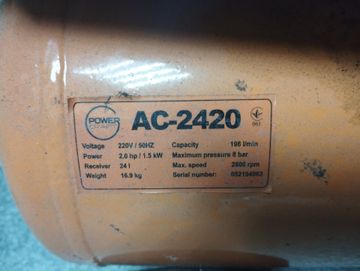 POWER
AC-2420
Voltage 220V / 50HZ Capacity 198 l/min
Power 2.0 hp / 1.5 kW Maximum pressure 8 bar
Receiver 24 l Max. speed 2800 rpm
Weight 16.9 kg Serial number: